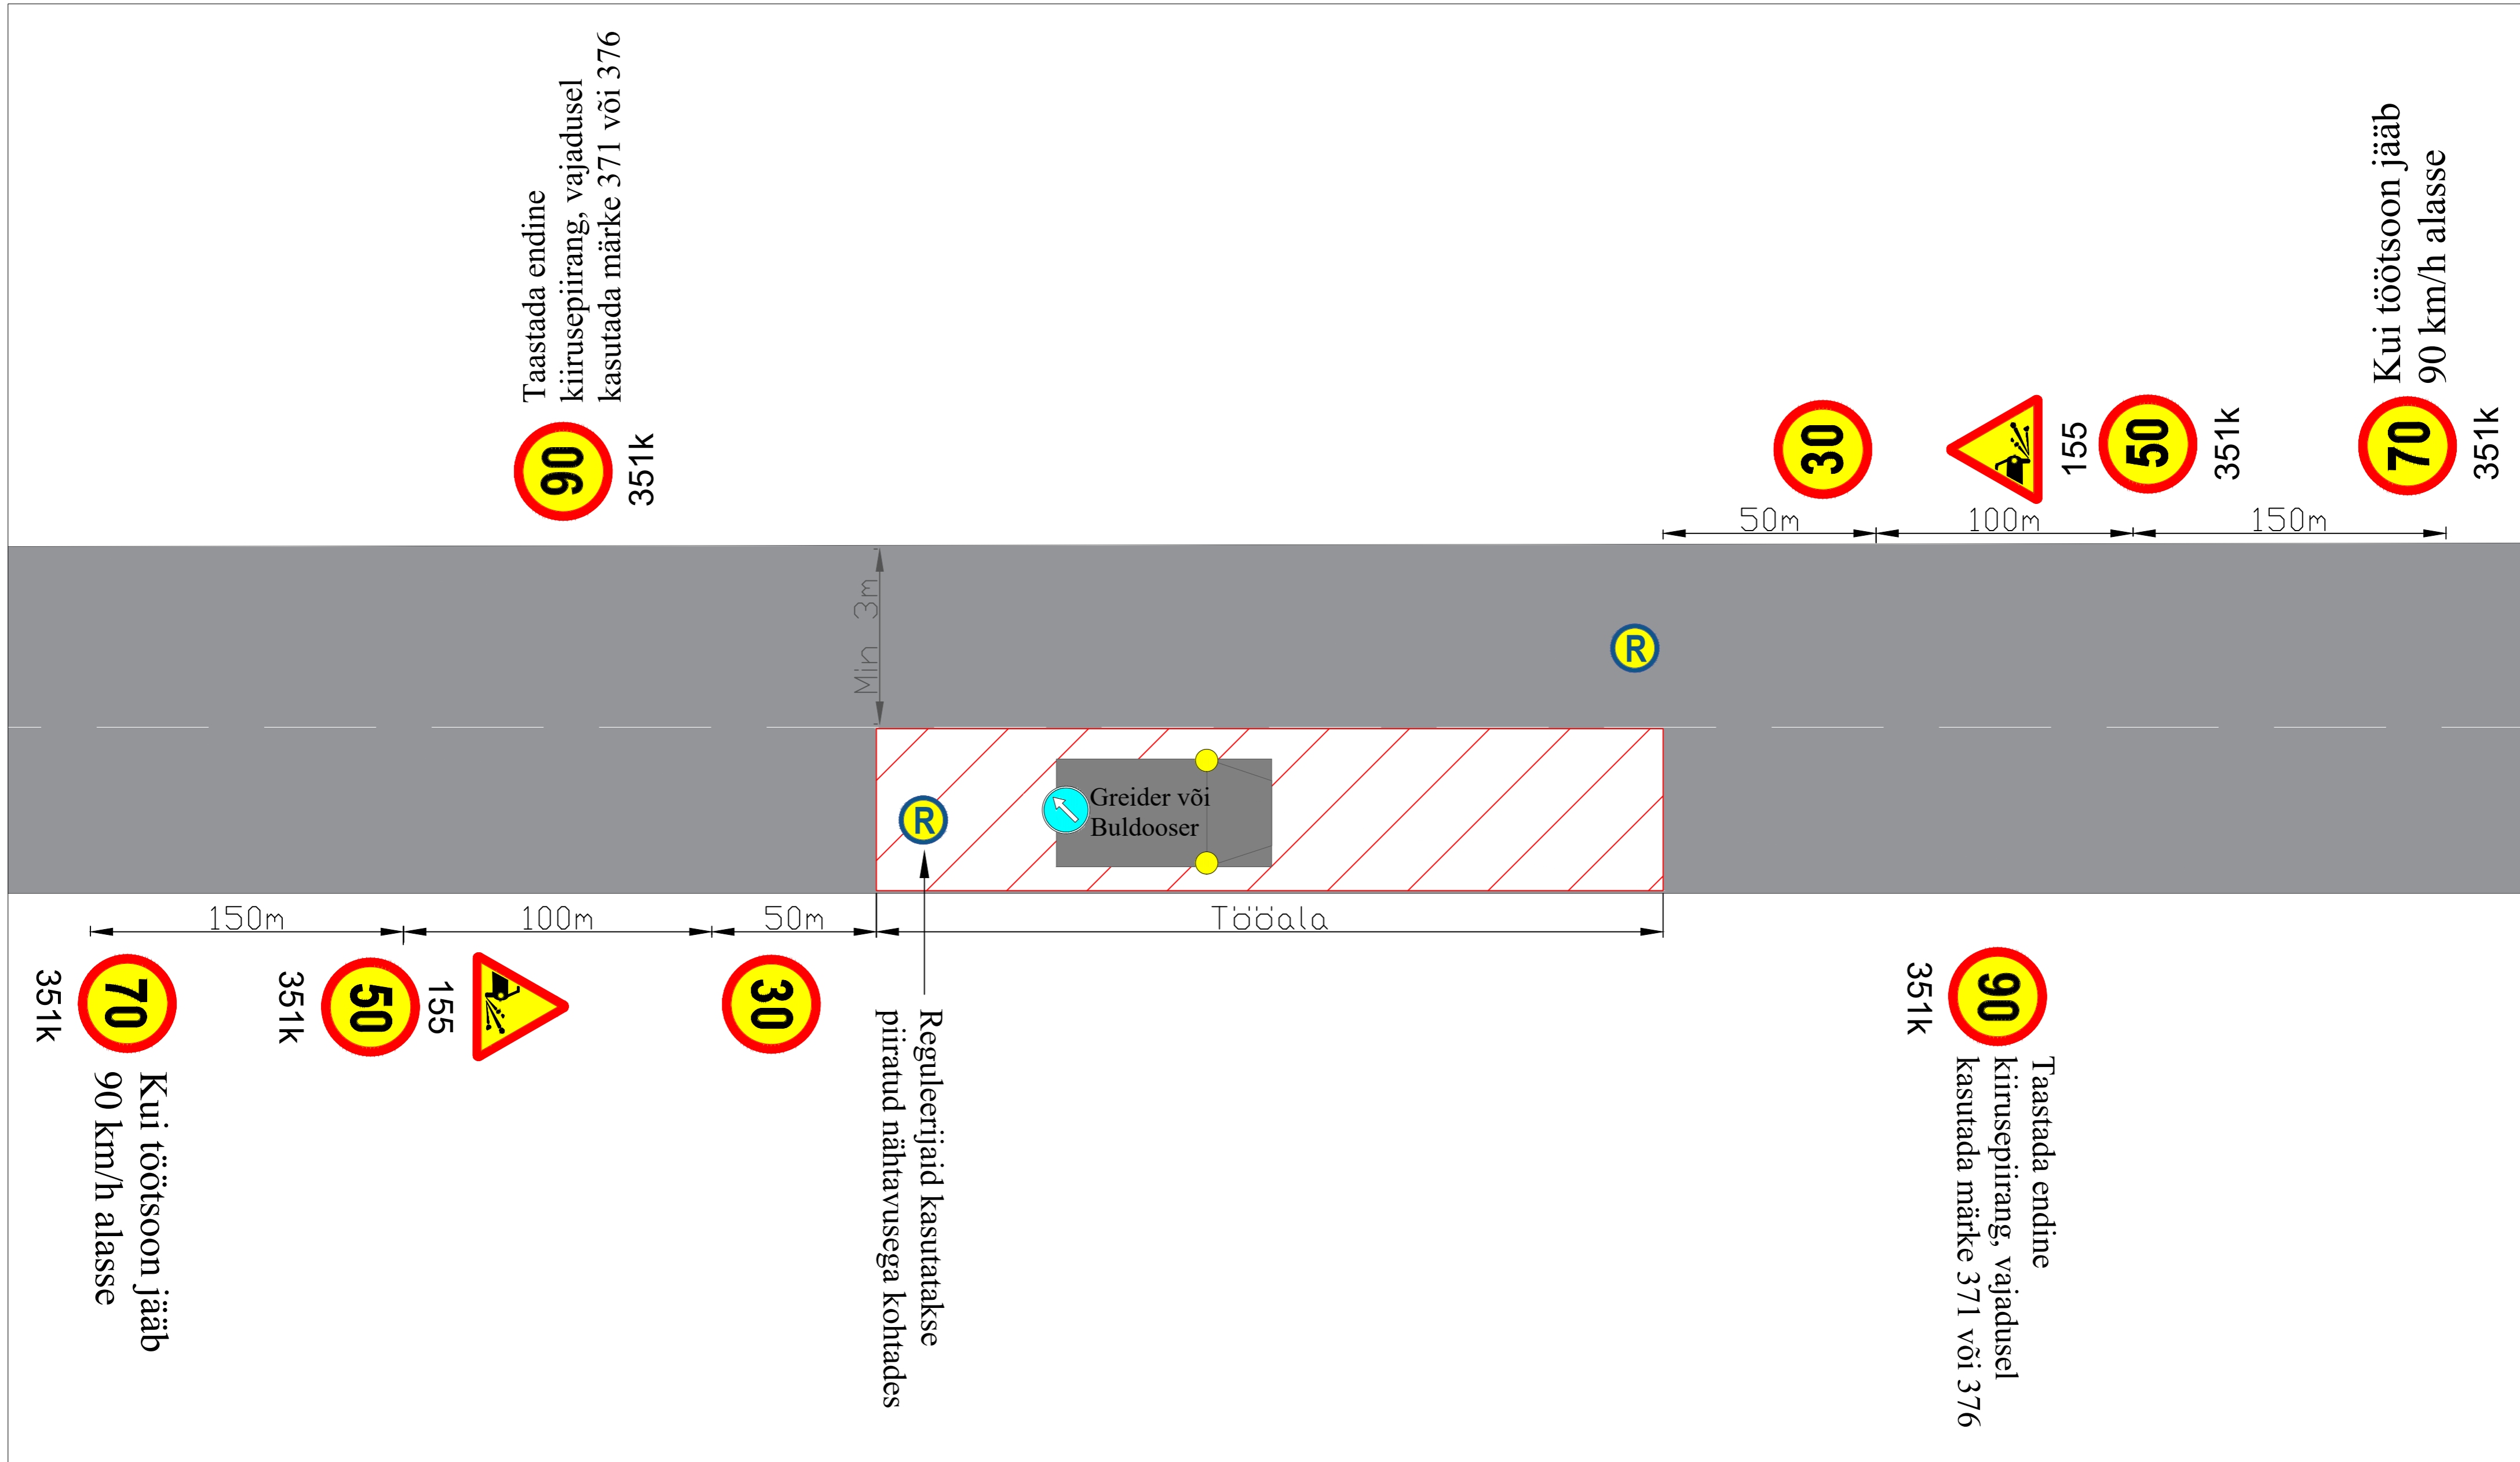 Taastada endine
kiirusepiirang, vajadusel
kasutada märke 371 või 376
90
351k
30
155
50
351k
Kui töötsoon jääb
90 km/h alasse
70
351k
50m
100m
150m
Min 3m
R
R
Greider või
Buldooser
150m
100m
50m
Tööala
351k
70
Kui töötsoon jääb
90 km/h alasse
351k
50
155
30
Reguleerijaid kasutatakse
piiratud nähtavusega kohtades
351k
90
Taastada endine
kiirusepiirang, vajadusel
kasutada märke 371 või 376